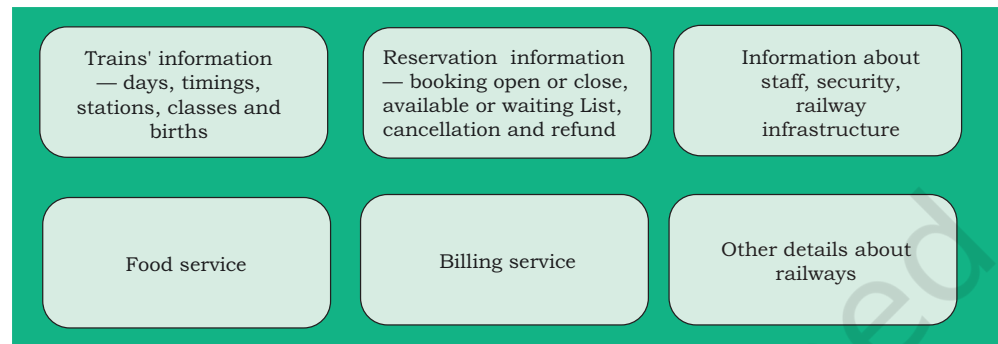 Trains' information
— days, timings,
stations, classes and
births
Reservation information
— booking open or close,
available or waiting List,
cancellation and refund
Information about
staff, security,
railway
infrastructure
Food service
Billing service
Other details about
railways
ed